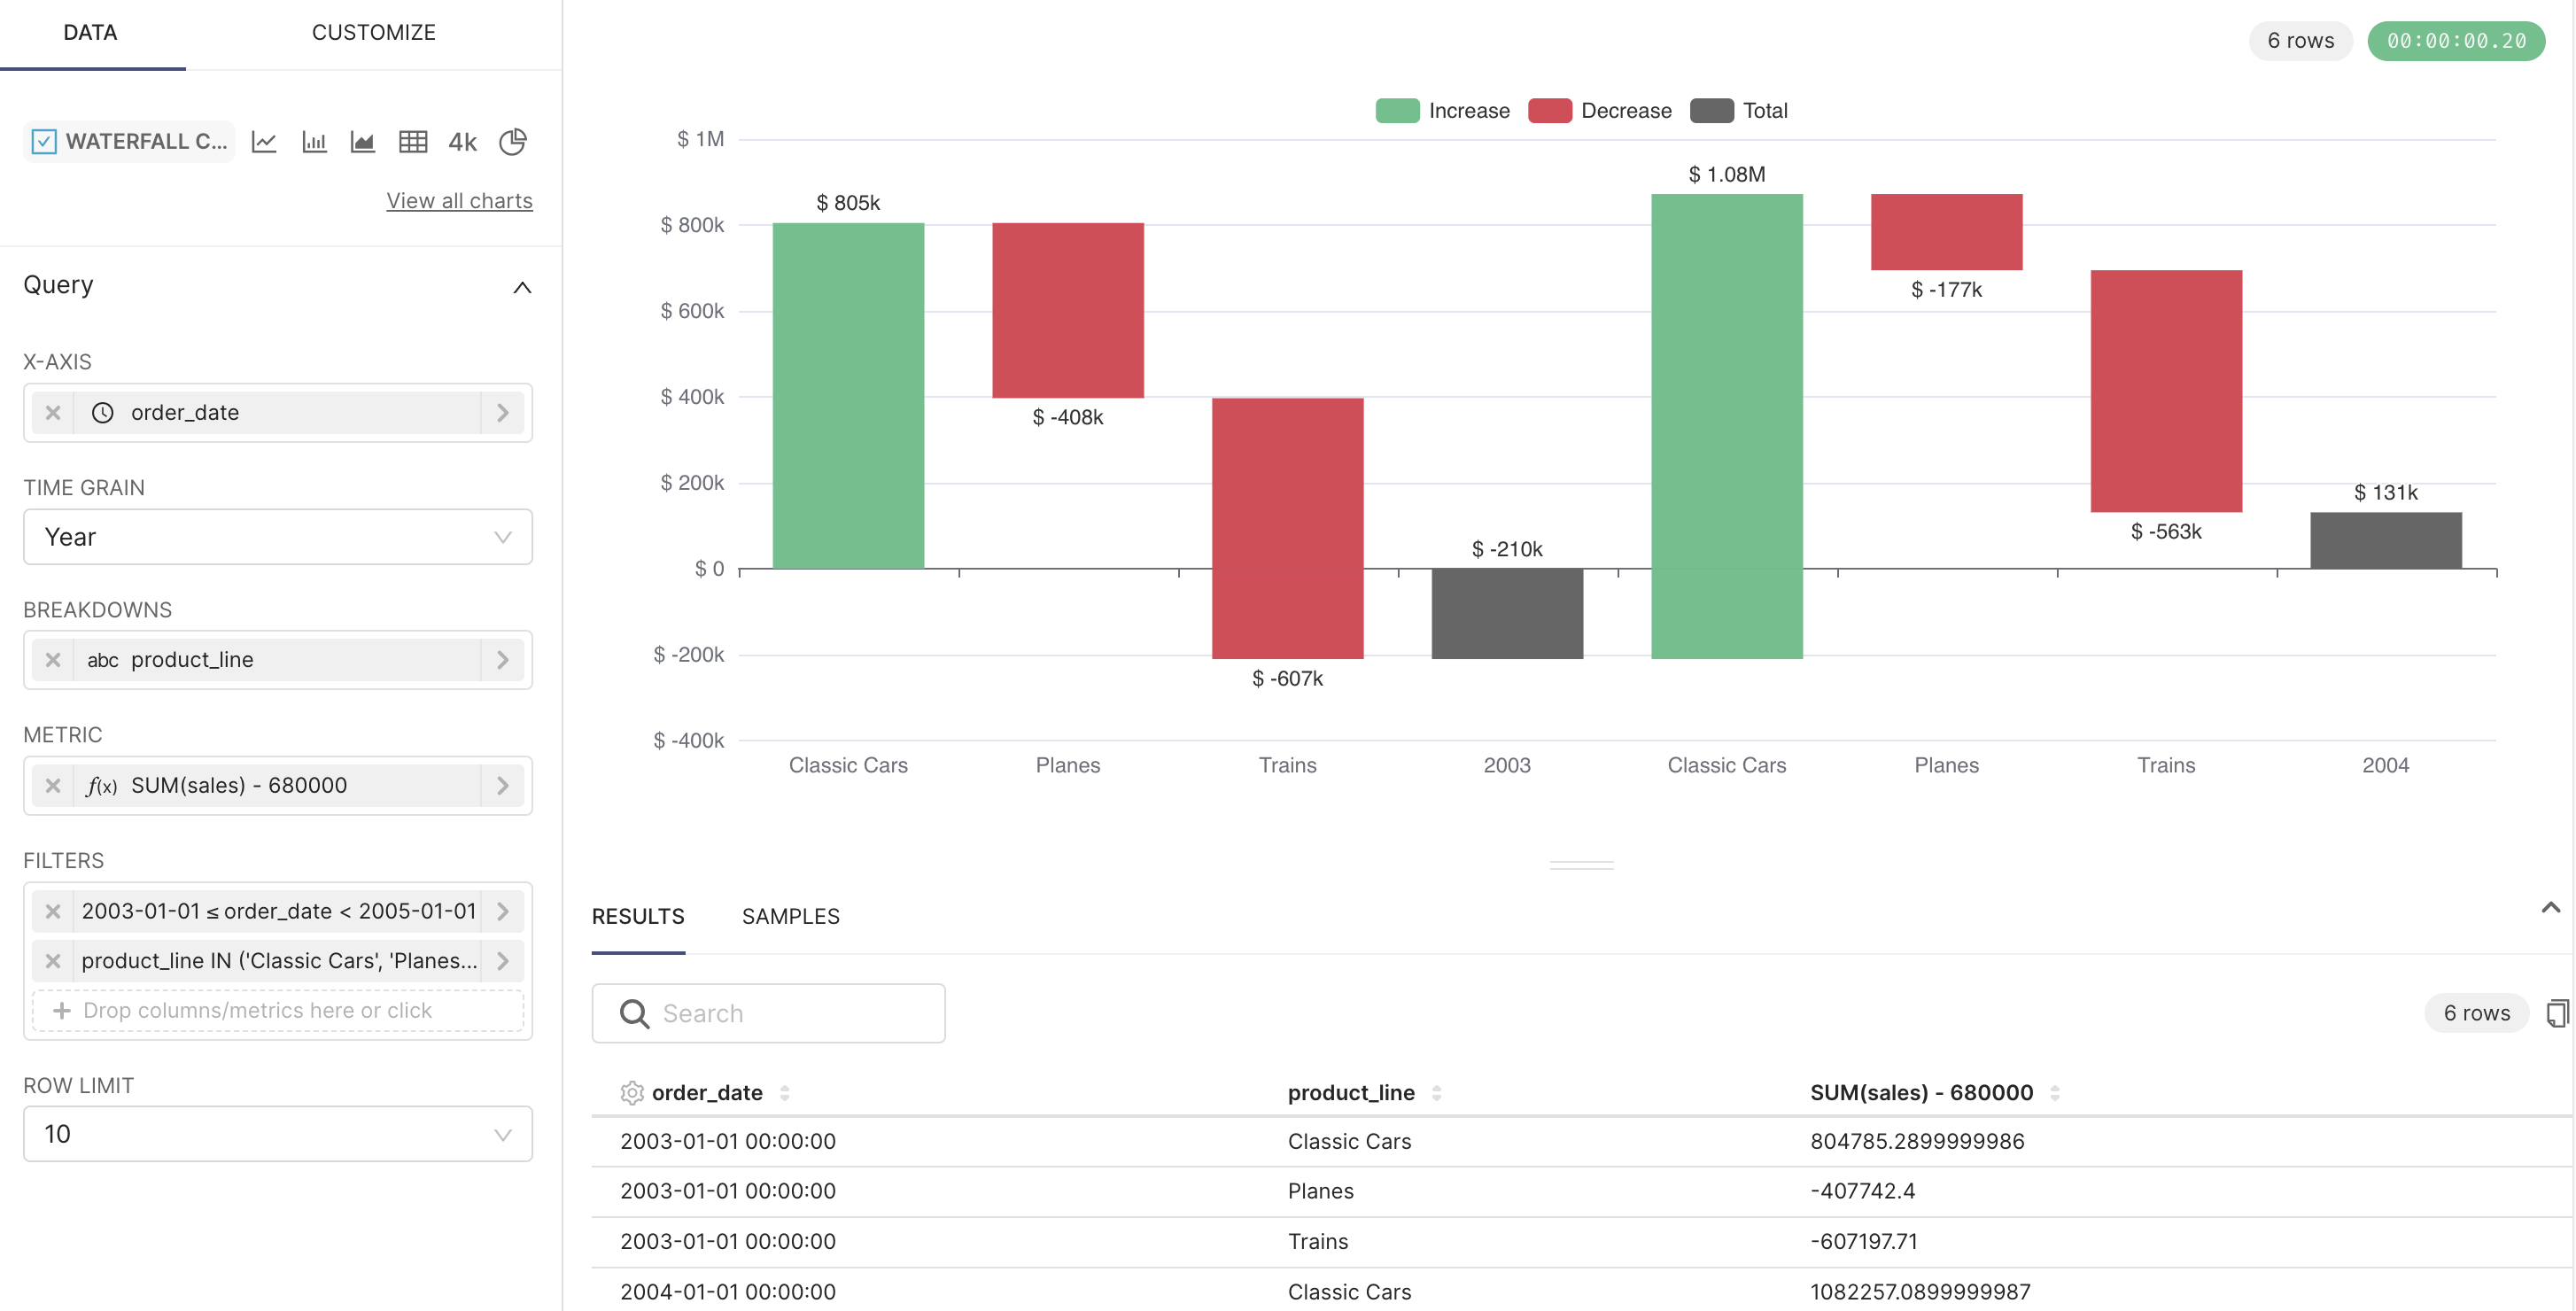 DATA
CUSTOMIZE
WATERFALL C...
4k
View all charts
Query
X-AXIS
order_date
TIME GRAIN
Year
BREAKDOWNS
abc product_line
METRIC
f(x) SUM(sales) - 680000
FILTERS
2003-01-01 ≤ order_date < 2005-01-01
product_line IN ('Classic Cars', 'Planes...
+ Drop columns/metrics here or click
ROW LIMIT
10
6 rows
00:00:00.20
Increase
Decrease
Total
$ 1M
$ 800k
$ 600k
$ 400k
$ 200k
$ 0
$ -200k
$ -400k
$ 805k
$ -408k
$ -607k
$ -210k
$ 1.08M
$ -177k
$ -563k
$ 131k
Classic Cars
Planes
Trains
2003
Classic Cars
Planes
Trains
2004
RESULTS
SAMPLES
Search
6 rows
order_date product_line SUM(sales) - 680000
2003-01-01 00:00:00 Classic Cars 804785.2899999986
2003-01-01 00:00:00 Planes -407742.4
2003-01-01 00:00:00 Trains -607197.71
2004-01-01 00:00:00 Classic Cars 1082257.0899999987